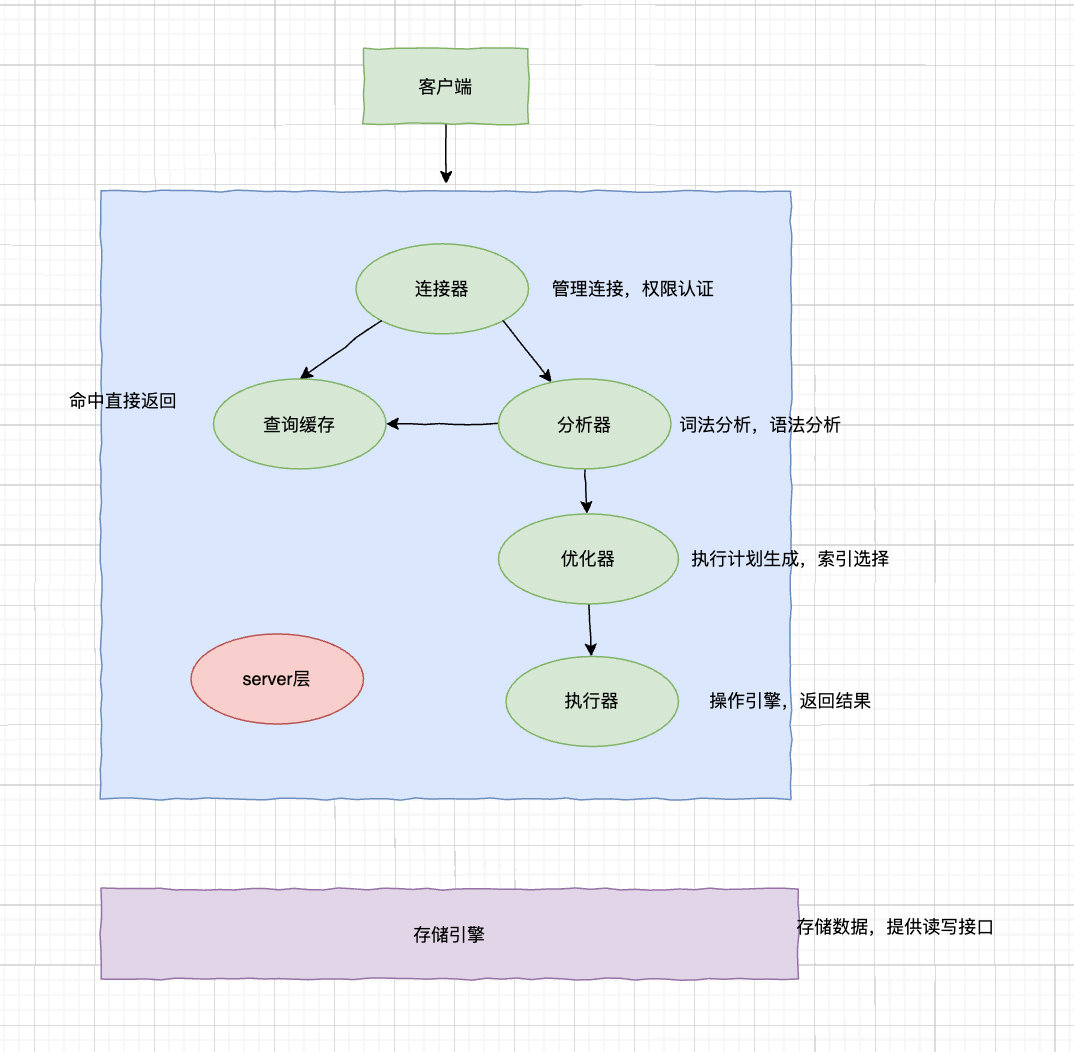 客户端
连接器
管理连接，权限认证
命中直接返回
查询缓存
分析器
词法分析，语法分析
优化器
执行计划生成，索引选择
server层
执行器
操作引擎，返回结果
存储引擎
存储数据，提供读写接口